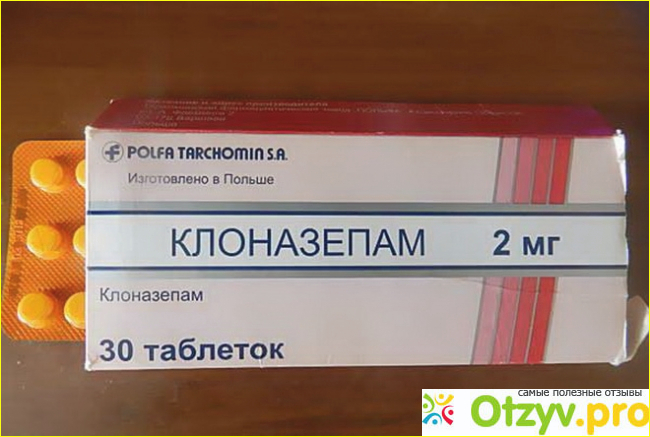 POLFA TARCHOMIN S.A.
Изготовлено в Польше
КЛОНАЗЕПАМ 2 мг
Клоназепам
30 таблеток
самые полезные отзывы
Otzyv.pro